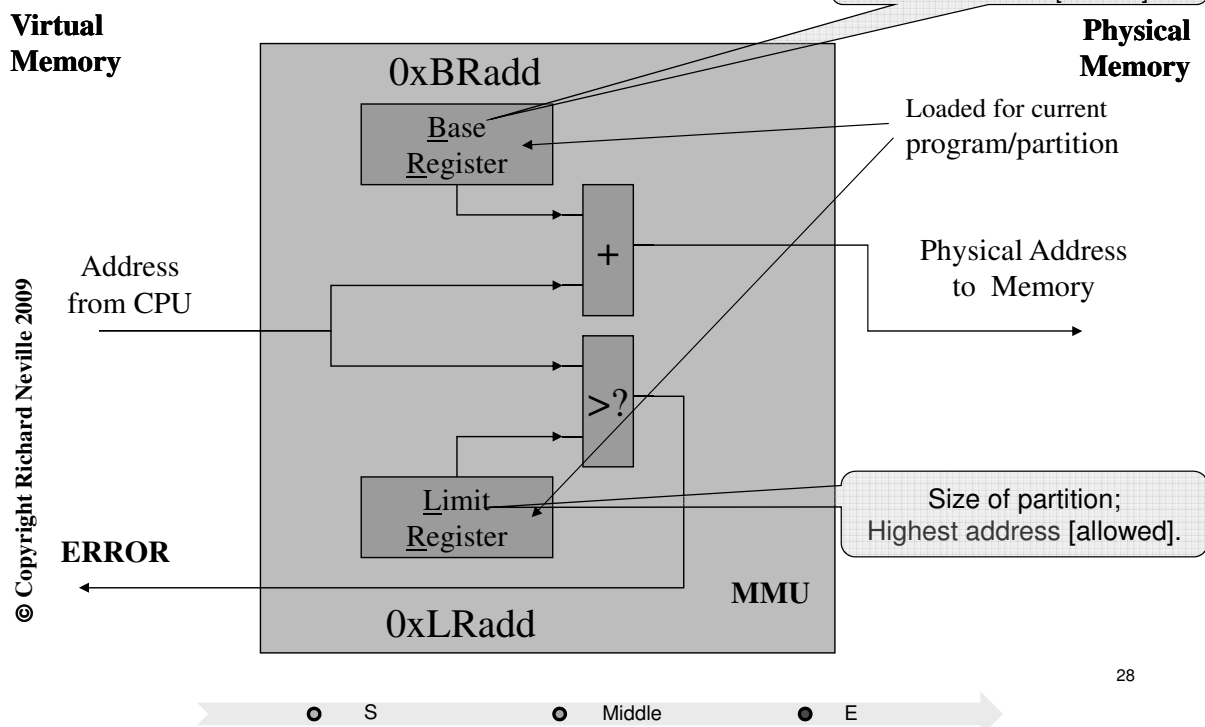 Virtual
Memory
Physical
Memory
0xBRadd
Base
Register
Loaded for current
program/partition
+
Address
from CPU
Physical Address
to Memory
>?
Limit
Register
Size of partition;
Highest address [allowed].
ERROR
MMU
0xLRadd
© Copyright Richard Neville 2009
28
S
Middle
E